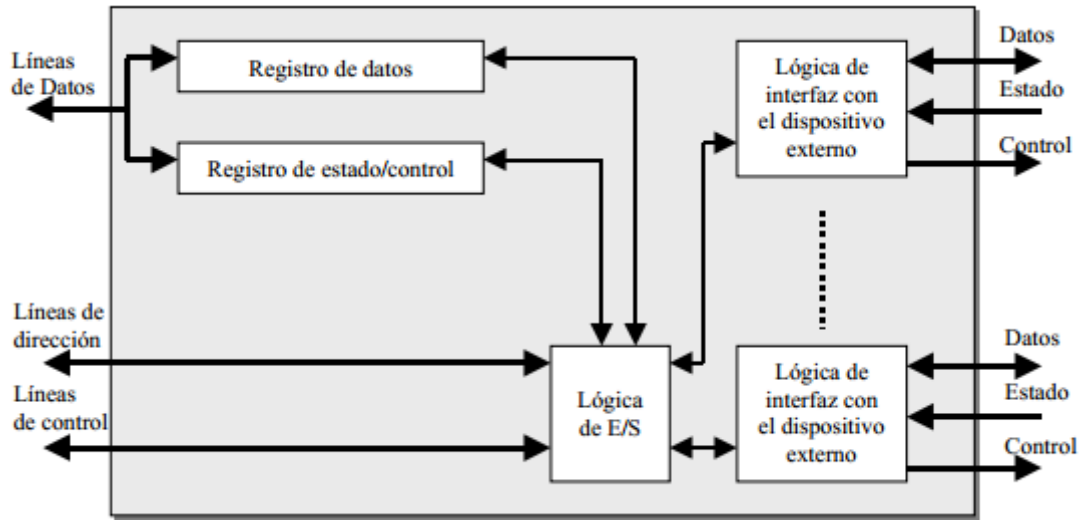 Líneas
de Datos
Registro de datos
Registro de estado/control
Líneas de
dirección
Líneas
de control
Lógica
de E/S
Lógica de
interfaz con
el dispositivo
externo
Datos
Estado
Control
Lógica de
interfaz con
el dispositivo
externo
Datos
Estado
Control